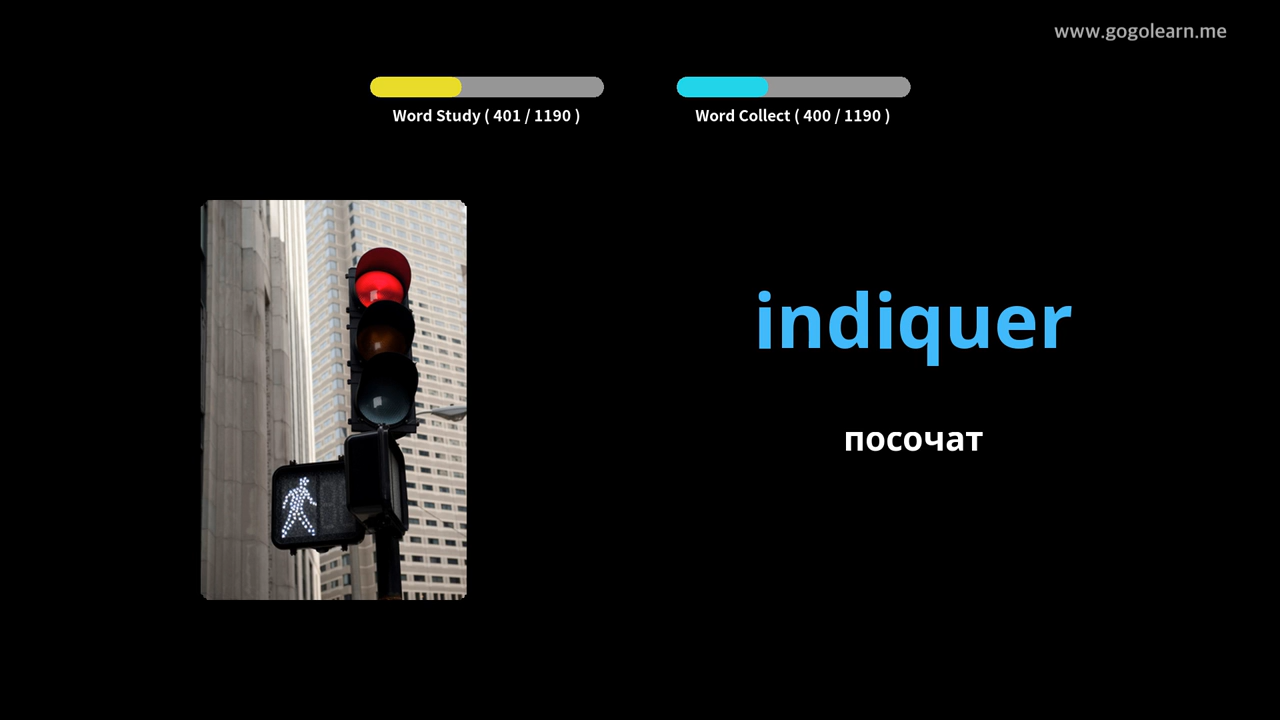 www.gogolearn.me
Word Study ( 401 / 1190 )
Word Collect ( 400 / 1190 )
indiquer
посочат